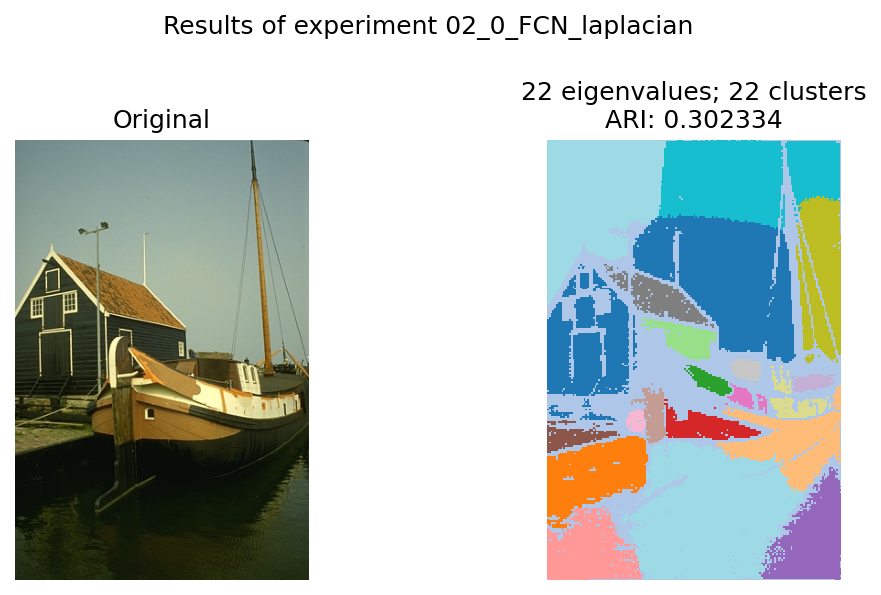 Results of experiment 02_0_FCN_laplacian
Original
22 eigenvalues; 22 clusters
ARI: 0.302334